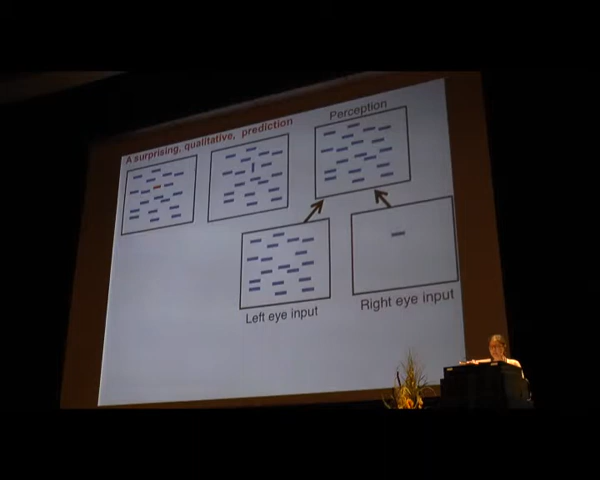 A surprising, qualitative, prediction
Perception
Left eye input
Right eye input